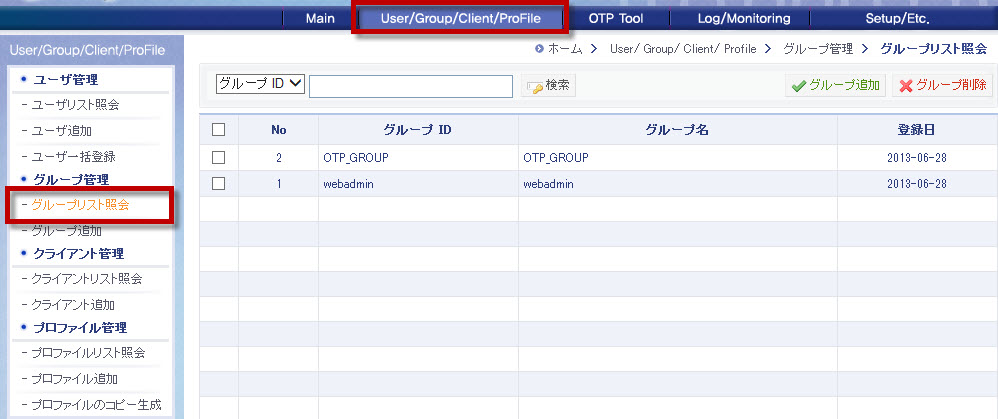 Main User/Group/Client/ProFile OTP Tool Log/Monitoring Setup/Etc.
User/Group/Client/ProFile
ホーム User/ Group/ Client/ Profile グループ管理 グループリスト照会
ユーザ管理
- ユーザリスト照会
- ユーザ追加
- ユーザー括登録
グループ管理
- グループリスト照会
- グループ追加
クライアント管理
- クライアントリスト照会
- クライアント追加
プロファイル管理
- プロファイルリスト照会
- プロファイル追加
- プロファイルのコピー生成
グループ ID 検索 グループ追加 グループ削除
No グループ ID グループ名 登録日
2 OTP_GROUP OTP_GROUP 2013-06-28
1 webadmin webadmin 2013-06-28